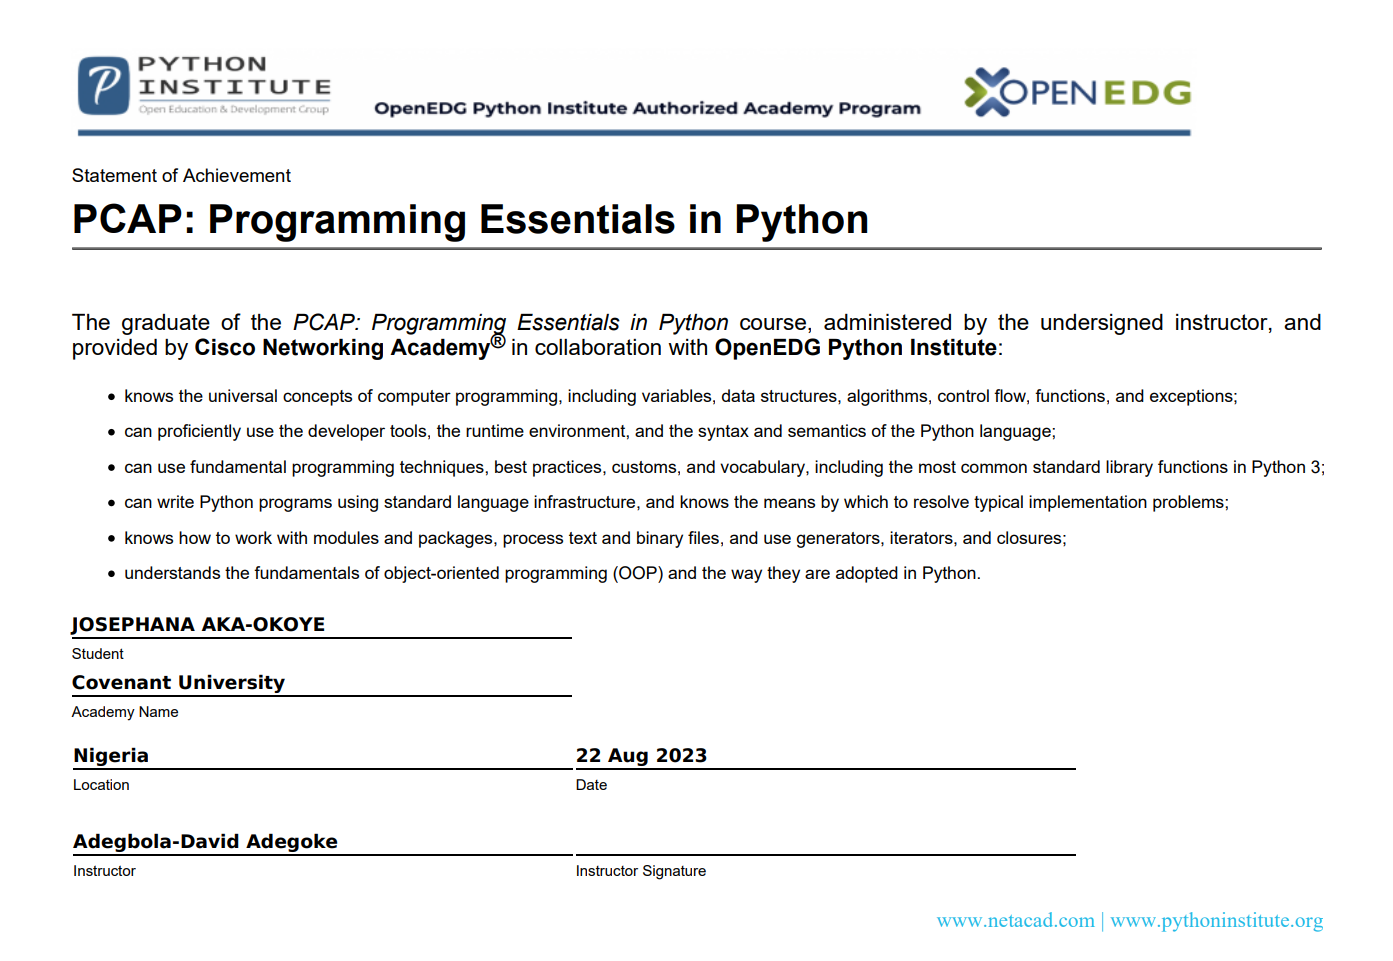 PYTHON
INSTITUTE
Open Education & Development Group
OpenEDG Python Institute Authorized Academy Program
OPENEDG
Statement of Achievement
PCAP: Programming Essentials in Python
The graduate of the PCAP: Programming Essentials in Python course, administered by the undersigned instructor, and
provided by Cisco Networking Academy® in collaboration with OpenEDG Python Institute:
• knows the universal concepts of computer programming, including variables, data structures, algorithms, control flow, functions, and exceptions;
• can proficiently use the developer tools, the runtime environment, and the syntax and semantics of the Python language;
• can use fundamental programming techniques, best practices, customs, and vocabulary, including the most common standard library functions in Python 3;
• can write Python programs using standard language infrastructure, and knows the means by which to resolve typical implementation problems;
• knows how to work with modules and packages, process text and binary files, and use generators, iterators, and closures;
• understands the fundamentals of object-oriented programming (OOP) and the way they are adopted in Python.
JOSEPHANA AKA-OKOYE
Student
Covenant University
Academy Name
Nigeria
Location
22 Aug 2023
Date
Adegbola-David Adegoke
Instructor
Instructor Signature
www.netacad.com | www.pythoninstitute.org